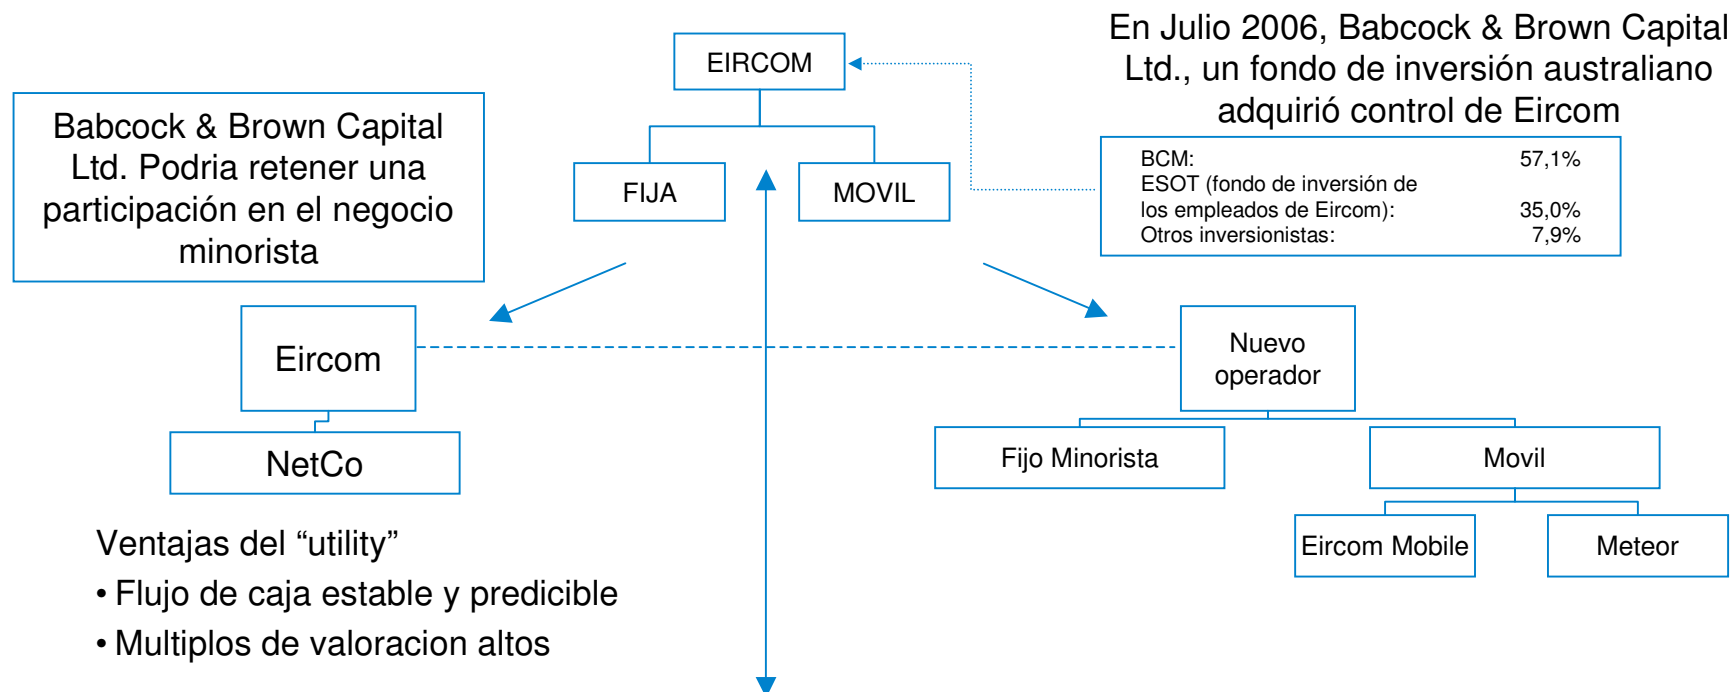 En Julio 2006, Babcock & Brown Capital
Ltd., un fondo de inversión australiano
adquirió control de Eircom
EIRCOM
FIJA
MOVIL
Babcock & Brown Capital
Ltd. Podria retener una
participación en el negocio
minorista
BCM: 57,1%
ESOT (fondo de inversión de
los empleados de Eircom): 35,0%
Otros inversionistas: 7,9%
Eircom
NetCo
Nuevo
operador
Fijo Minorista
Movil
Eircom Mobile
Meteor
Ventajas del “utility”
• Flujo de caja estable y predicible
• Multiplos de valoracion altos